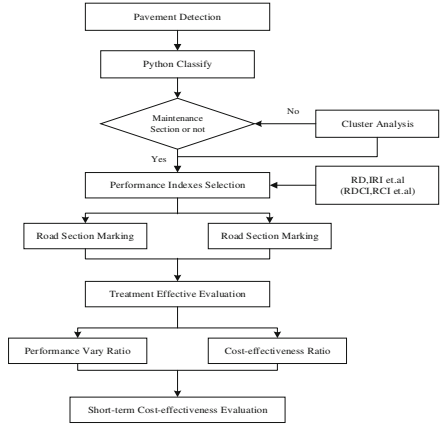 Pavement Detection
Python Classify
Maintenance
Section or not
No
Cluster Analysis
Yes
Performance Indexes Selection
RD,IRI et.al
(RDCI,RCI et.al)
Road Section Marking
Road Section Marking
Treatment Effective Evaluation
Performance Vary Ratio
Cost-effectiveness Ratio
Short-term Cost-effectiveness Evaluation